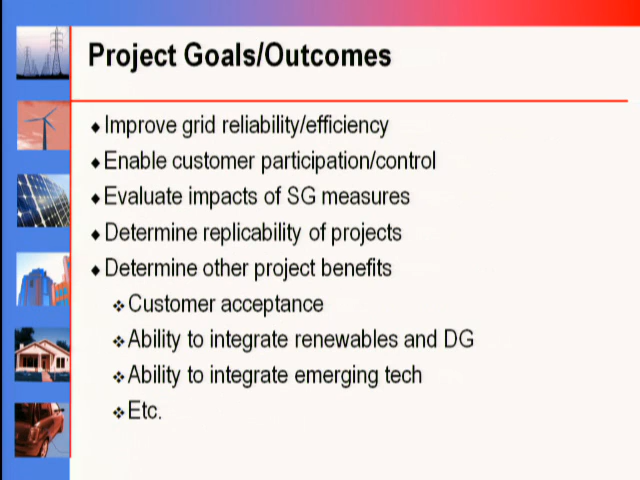 Project Goals/Outcomes
◆ Improve grid reliability/efficiency
◆ Enable customer participation/control
◆ Evaluate impacts of SG measures
◆ Determine replicability of projects
◆ Determine other project benefits
❖ Customer acceptance
❖ Ability to integrate renewables and DG
❖ Ability to integrate emerging tech
❖ Etc.